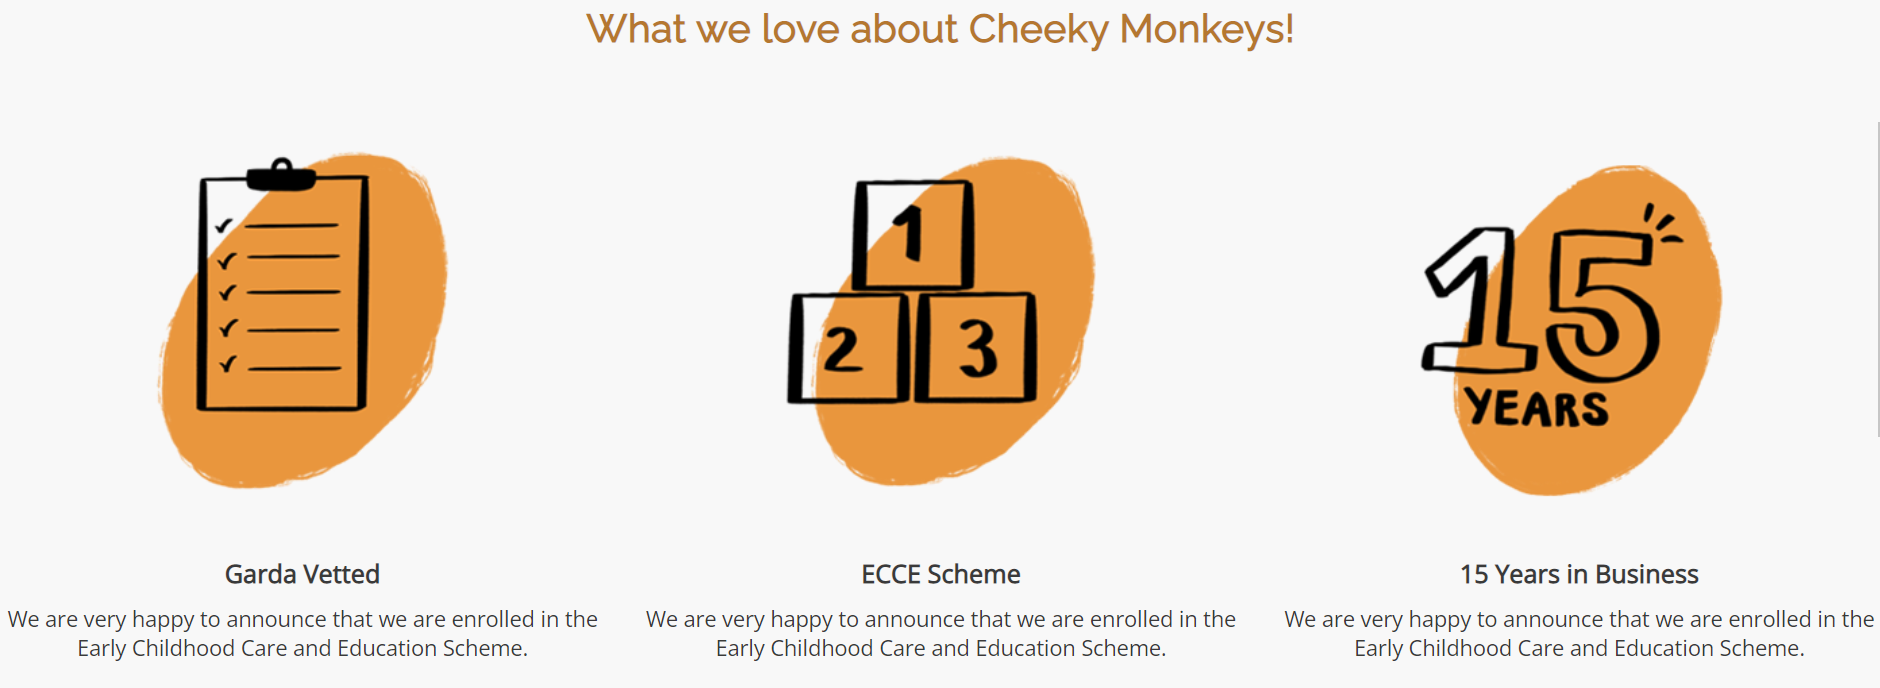 What we love about Cheeky Monkeys!
1
2 3
15
YEARS
Garda Vetted
We are very happy to announce that we are enrolled in the
Early Childhood Care and Education Scheme.
ECCE Scheme
We are very happy to announce that we are enrolled in the
Early Childhood Care and Education Scheme.
15 Years in Business
We are very happy to announce that we are enrolled in the
Early Childhood Care and Education Scheme.